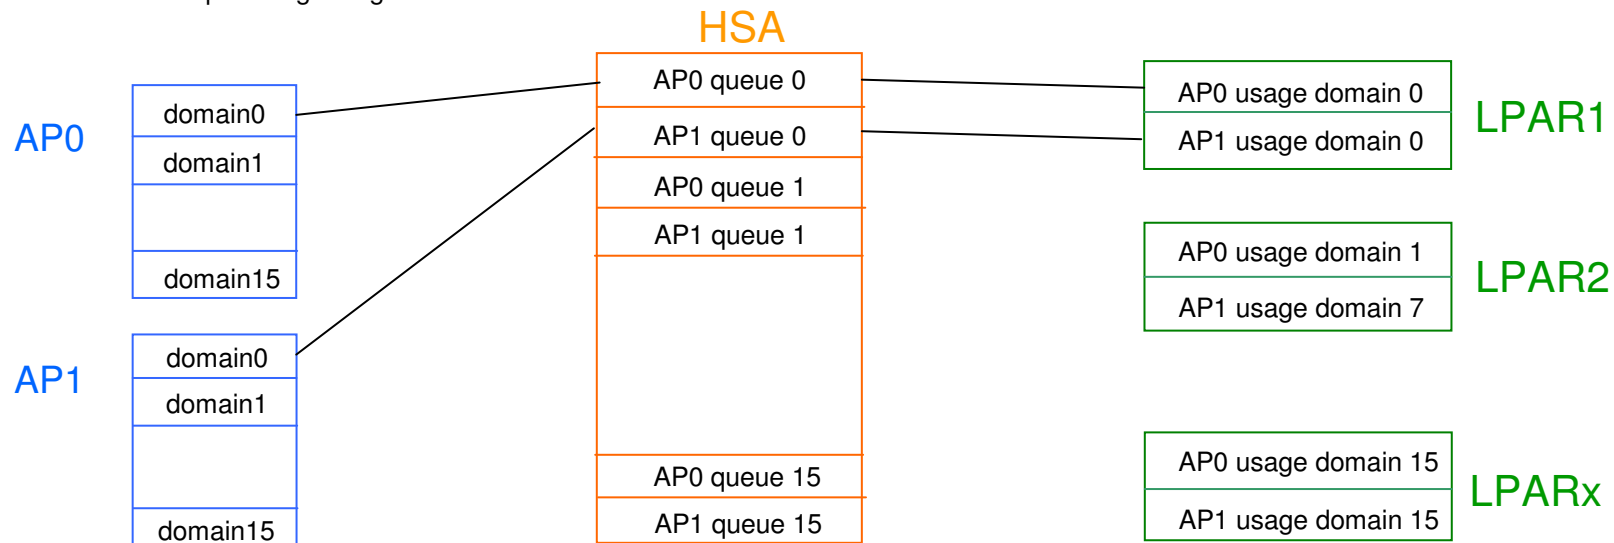 HSA
AP0
domain0
domain1
domain15
AP1
domain0
domain1
domain15
AP0 queue 0
AP1 queue 0
AP0 queue 1
AP1 queue 1
AP0 queue 15
AP1 queue 15
AP0 usage domain 0
AP1 usage domain 0
LPAR1
AP0 usage domain 1
AP1 usage domain 7
LPAR2
AP0 usage domain 15
AP1 usage domain 15
LPARx